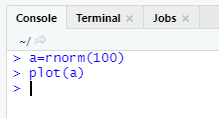 Console Terminal × Jobs ×
~/
> a=rnorm(100)
> plot(a)
>